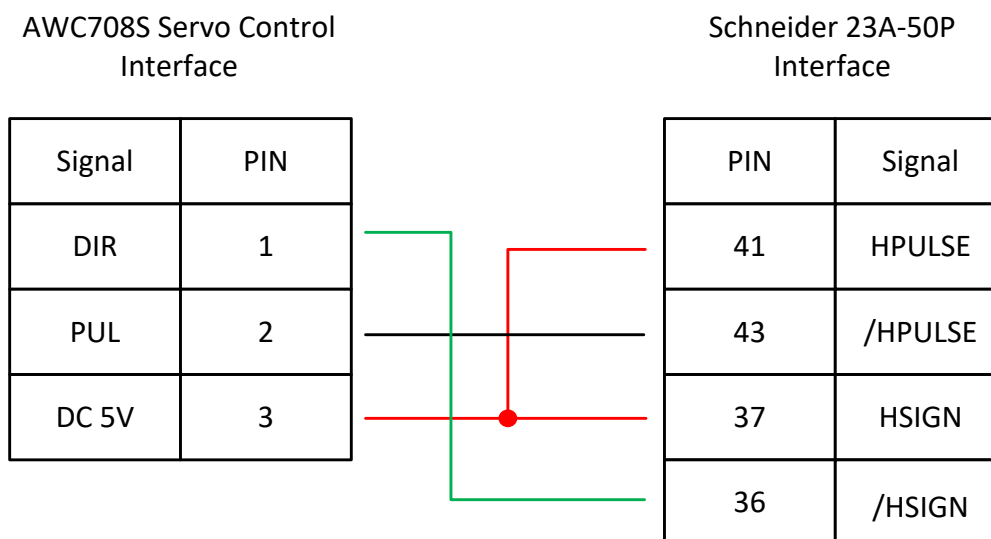 AWC708S Servo Control
Interface
Schneider 23A-50P
Interface
Signal PIN
DIR 1
PUL 2
DC 5V 3
PIN Signal
41 HPULSE
43 /HPULSE
37 HSIGN
36 /HSIGN